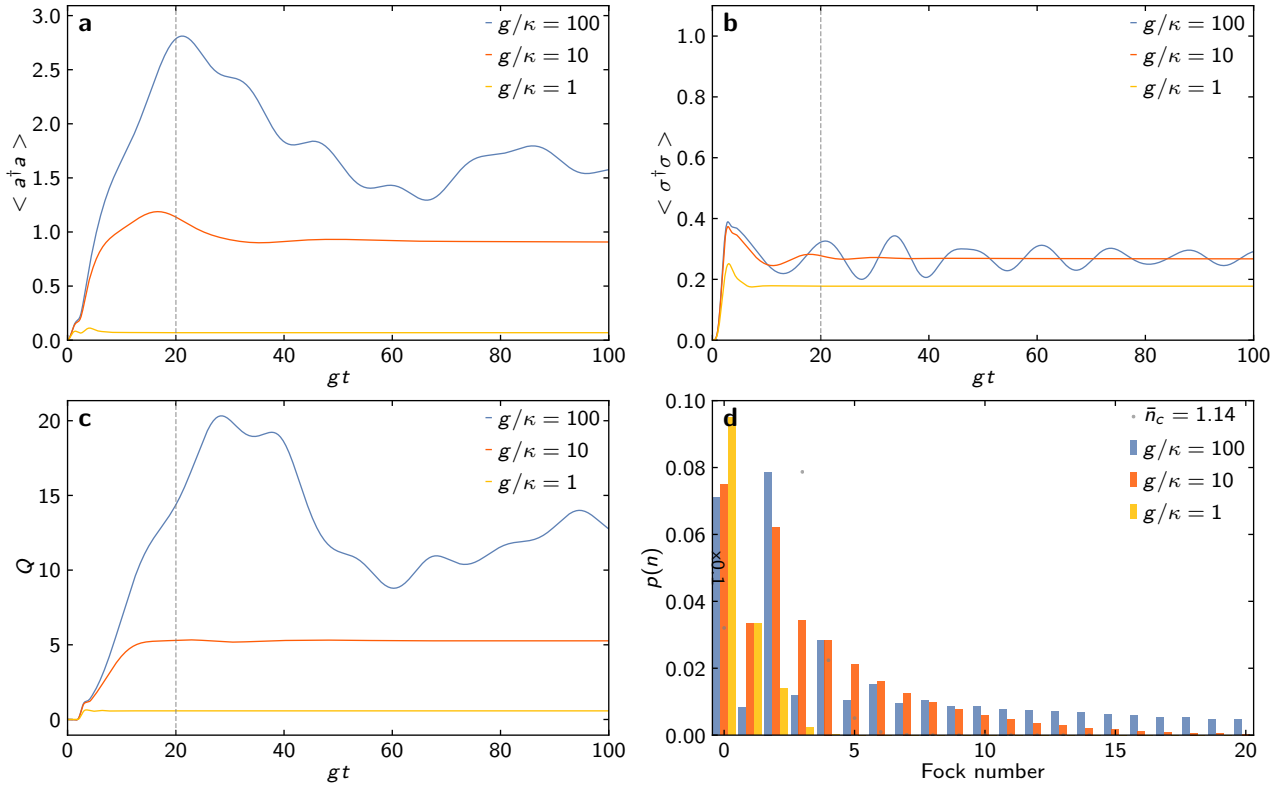 a
g/κ = 100
g/κ = 10
g/κ = 1
3.0
2.5
2.0
1.5
1.0
0.5
0.0
< a†a >
0 20 40 60 80 100
gt
b
g/κ = 100
g/κ = 10
g/κ = 1
1.0
0.8
0.6
0.4
0.2
0.0
< σ†σ >
0 20 40 60 80 100
gt
c
g/κ = 100
g/κ = 10
g/κ = 1
20
15
10
5
0
Q
0 20 40 60 80 100
gt
d
n̄c = 1.14
g/κ = 100
g/κ = 10
g/κ = 1
0.10
0.08
0.06
0.04
0.02
0.00
p(n)
×0.1
0 5 10 15 20
Fock number